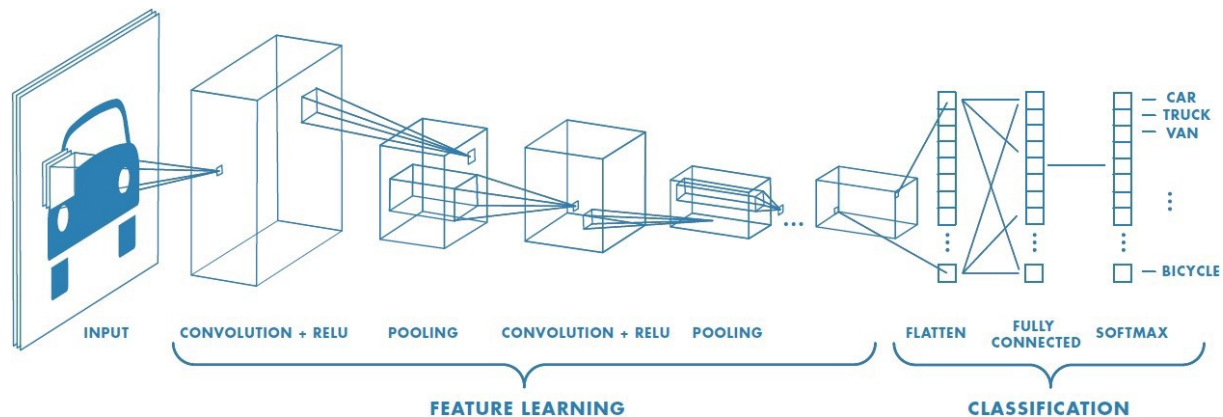 CAR
TRUCK
VAN
BICYCLE
INPUT
CONVOLUTION + RELU
POOLING
CONVOLUTION + RELU
POOLING
FLATTEN
FULLY
CONNECTED
SOFTMAX
FEATURE LEARNING
CLASSIFICATION